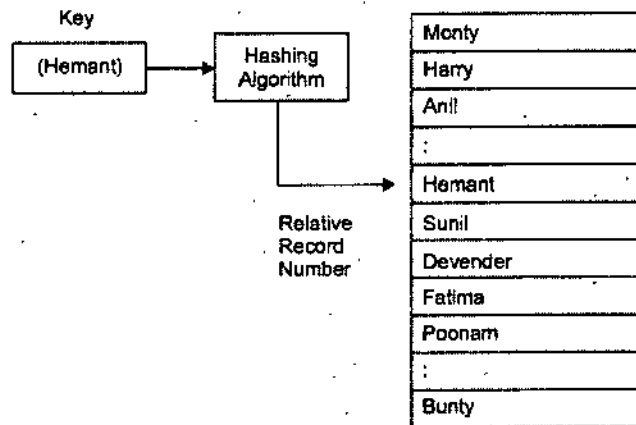 Key
(Hemant)
Hashing
Algorithm
Relative
Record
Number
Monty
Harry
Anil
:
Hemant
Sunil
Devender
Fatima
Poonam
:
Bunty